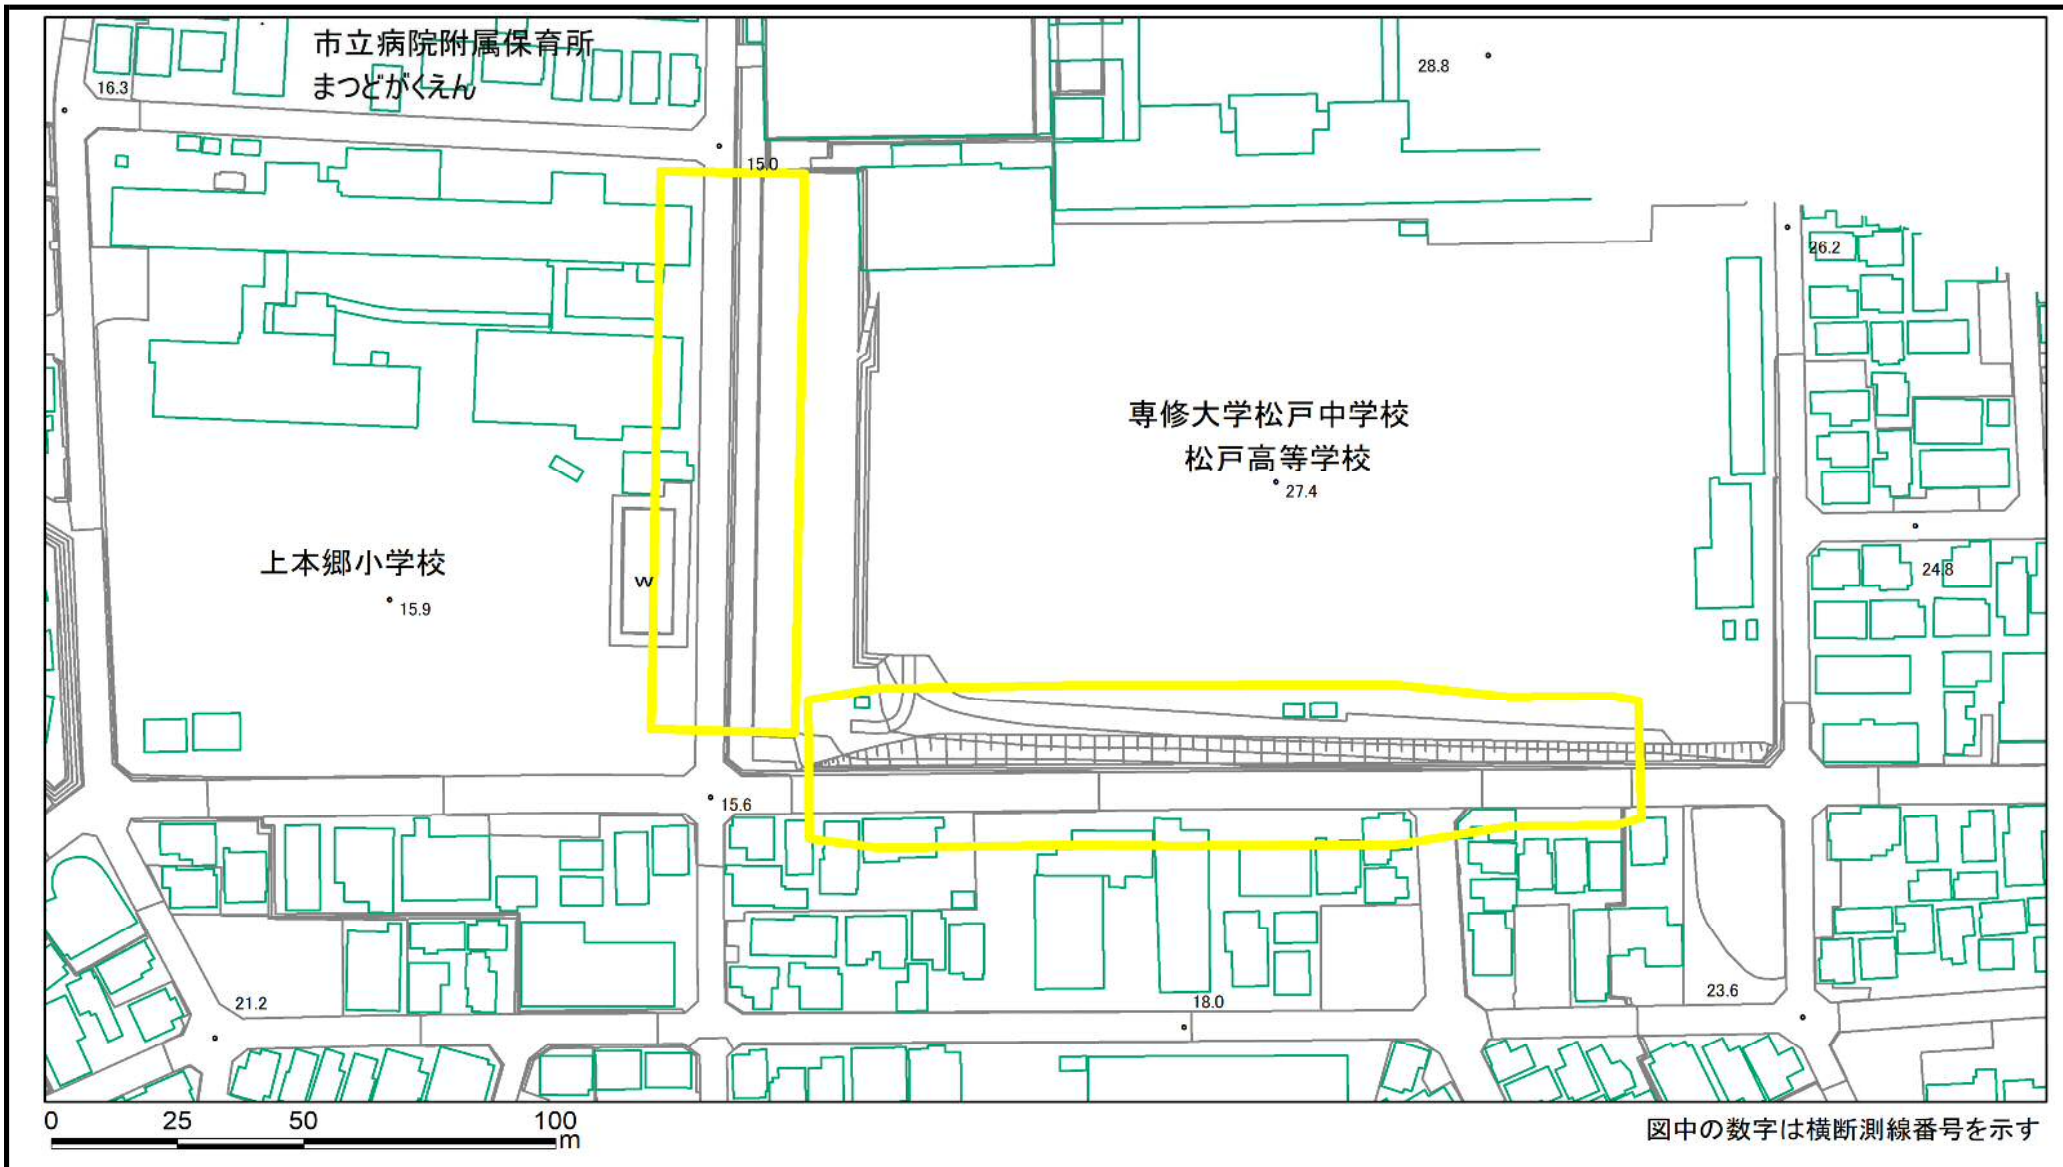 市立病院附属保育所
まつどがくえん
16.3
28.8
15.0
26.2
専修大学松戸中学校
松戸高等学校
27.4
上本郷小学校
W
15.9
24.8
15.6
21.2
18.0
23.6
0 25 50 100
m
図中の数字は横断測線番号を示す